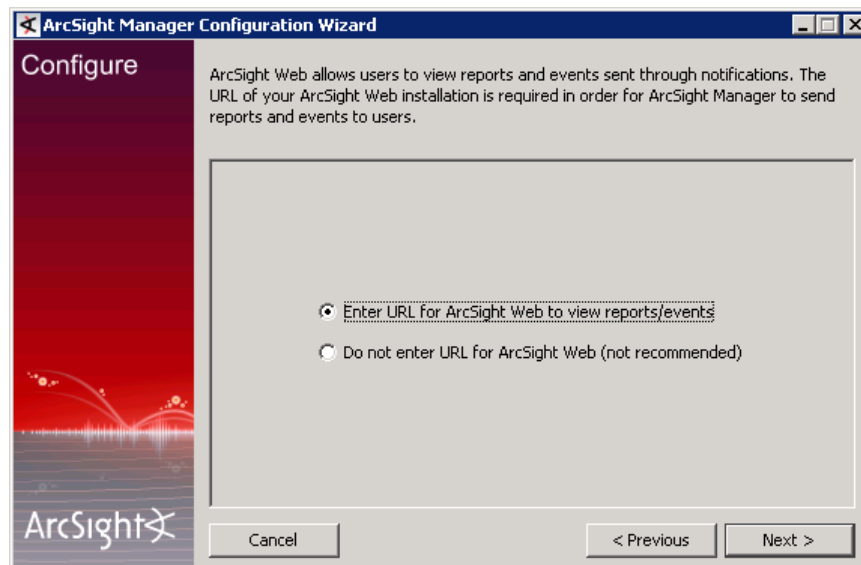 ArcSight Manager Configuration Wizard
Configure
ArcSight Web allows users to view reports and events sent through notifications. The
URL of your ArcSight Web installation is required in order for ArcSight Manager to send
reports and events to users.
Enter URL for ArcSight Web to view reports/events
Do not enter URL for ArcSight Web (not recommended)
ArcSight
Cancel
< Previous
Next >